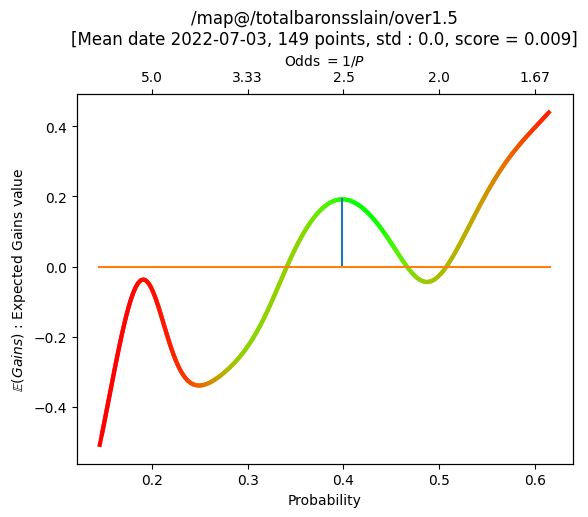 /map@/totalbaronsslain/over1.5
[Mean date 2022-07-03, 149 points, std : 0.0, score = 0.009]
Odds = 1/P
5.0 3.33 2.5 2.0 1.67
𝔼(Gains) : Expected Gains value
0.4
0.2
0.0
−0.2
−0.4
0.2 0.3 0.4 0.5 0.6
Probability